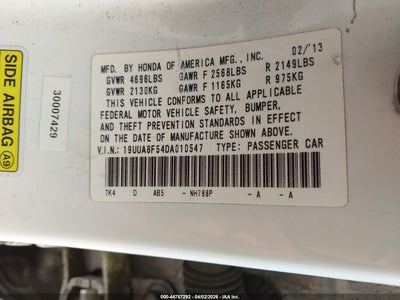 SIDE AIRBAG
A9
30007429
MFD. BY HONDA OF AMERICA MFG., INC. 02/'13
GVWR 4696LBS GAWR F 2568LBS R 2149LBS
GVWR 2130KG GAWR F 1165KG R 975KG
THIS VEHICLE CONFORMS TO ALL APPLICABLE
FEDERAL MOTOR VEHICLE SAFETY, BUMPER,
AND THEFT PREVENTION STANDARDS IN EFFECT
ON THE DATE OF MANUFACTURE SHOWN ABOVE.
V.I.N.: 19UUA8F54DA010547 TYPE: PASSENGER CAR
TK4 D AB5 - NH788P - A - A
000-44787292 - 04/02/2026 - IAA Inc.